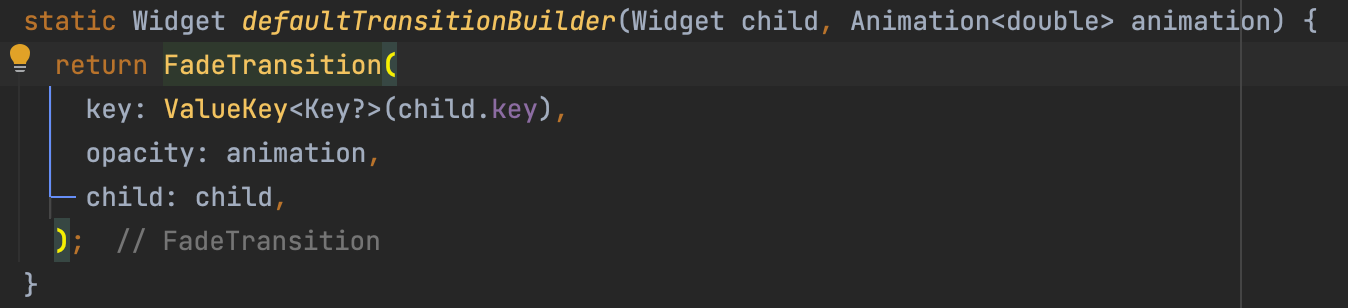 static Widget defaultTransitionBuilder(Widget child, Animation<double> animation) {
return FadeTransition(
key: ValueKey<Key?>(child.key),
opacity: animation,
child: child,
);  // FadeTransition
}